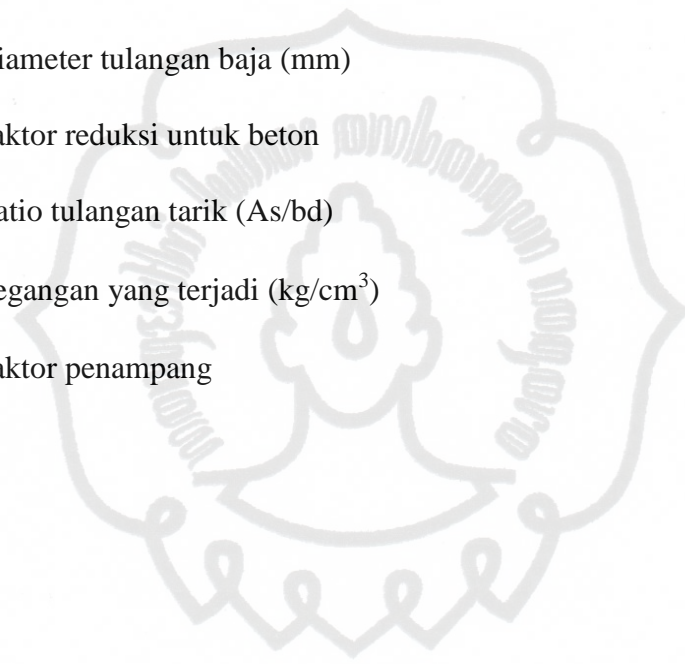 iameter tulangan baja (mm)
aktor reduksi untuk beton
atio tulangan tarik (As/bd)
egangan yang terjadi (kg/cm³)
aktor penampang